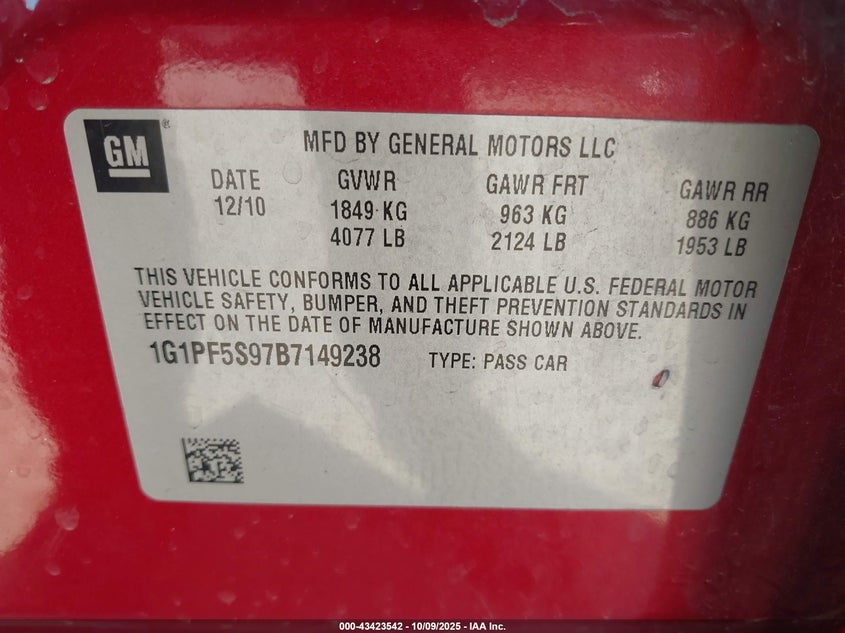 GM®
MFD BY GENERAL MOTORS LLC
DATE GVWR GAWR FRT GAWR RR
12/10 1849 KG 963 KG 886 KG
4077 LB 2124 LB 1953 LB
THIS VEHICLE CONFORMS TO ALL APPLICABLE U.S. FEDERAL MOTOR
VEHICLE SAFETY, BUMPER, AND THEFT PREVENTION STANDARDS IN
EFFECT ON THE DATE OF MANUFACTURE SHOWN ABOVE.
1G1PF5S97B7149238 TYPE: PASS CAR
000-43423542 - 10/09/2025 - IAA Inc.